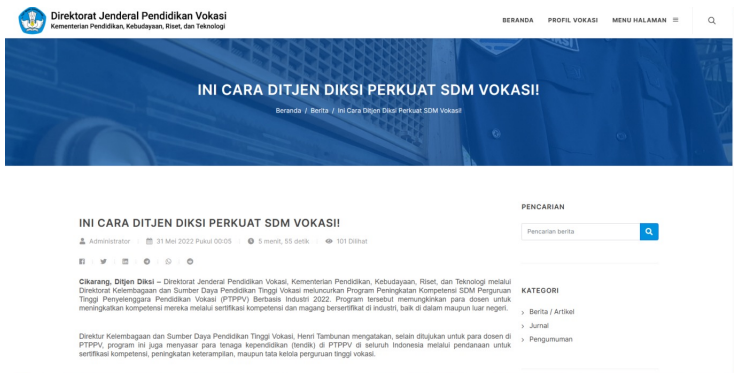 Direktorat Jenderal Pendidikan Vokasi
Kementerian Pendidikan, Kebudayaan, Riset, dan Teknologi
BERANDA PROFIL VOKASI MENU HALAMAN
INI CARA DITJEN DIKSI PERKUAT SDM VOKASI!
Beranda / Berita / Ini Cara Ditjen Diksi Perkuat SDM Vokasi!
INI CARA DITJEN DIKSI PERKUAT SDM VOKASI!
Administrator 31 Mei 2022 Pukul 00:05 5 menit, 55 detik 101 Dilihat
Cikarang, Ditjen Diksi – Direktorat Jenderal Pendidikan Vokasi, Kementerian Pendidikan, Kebudayaan, Riset, dan Teknologi melalui
Direktorat Kelembagaan dan Sumber Daya Pendidikan Tinggi Vokasi meluncurkan Program Peningkatan Kompetensi SDM Perguruan
Tinggi Penyelenggara Pendidikan Vokasi (PTPPV) Berbasis Industri 2022. Program tersebut memungkinkan para dosen untuk
meningkatkan kompetensi mereka melalui sertifikasi kompetensi dan magang bersertifikat di industri, baik di dalam maupun luar negeri.
Direktur Kelembagaan dan Sumber Daya Pendidikan Tinggi Vokasi, Henri Tambunan mengatakan, selain ditujukan untuk para dosen di
PTPPV, program ini juga menyasar para tenaga kependidikan (tendik) di PTPPV di seluruh Indonesia melalui pendanaan untuk
sertifikasi kompetensi, peningkatan keterampilan, maupun tata kelola perguruan tinggi vokasi.
PENCARIAN
Pencarian berita
KATEGORI
Berita / Artikel
Jurnal
Pengumuman